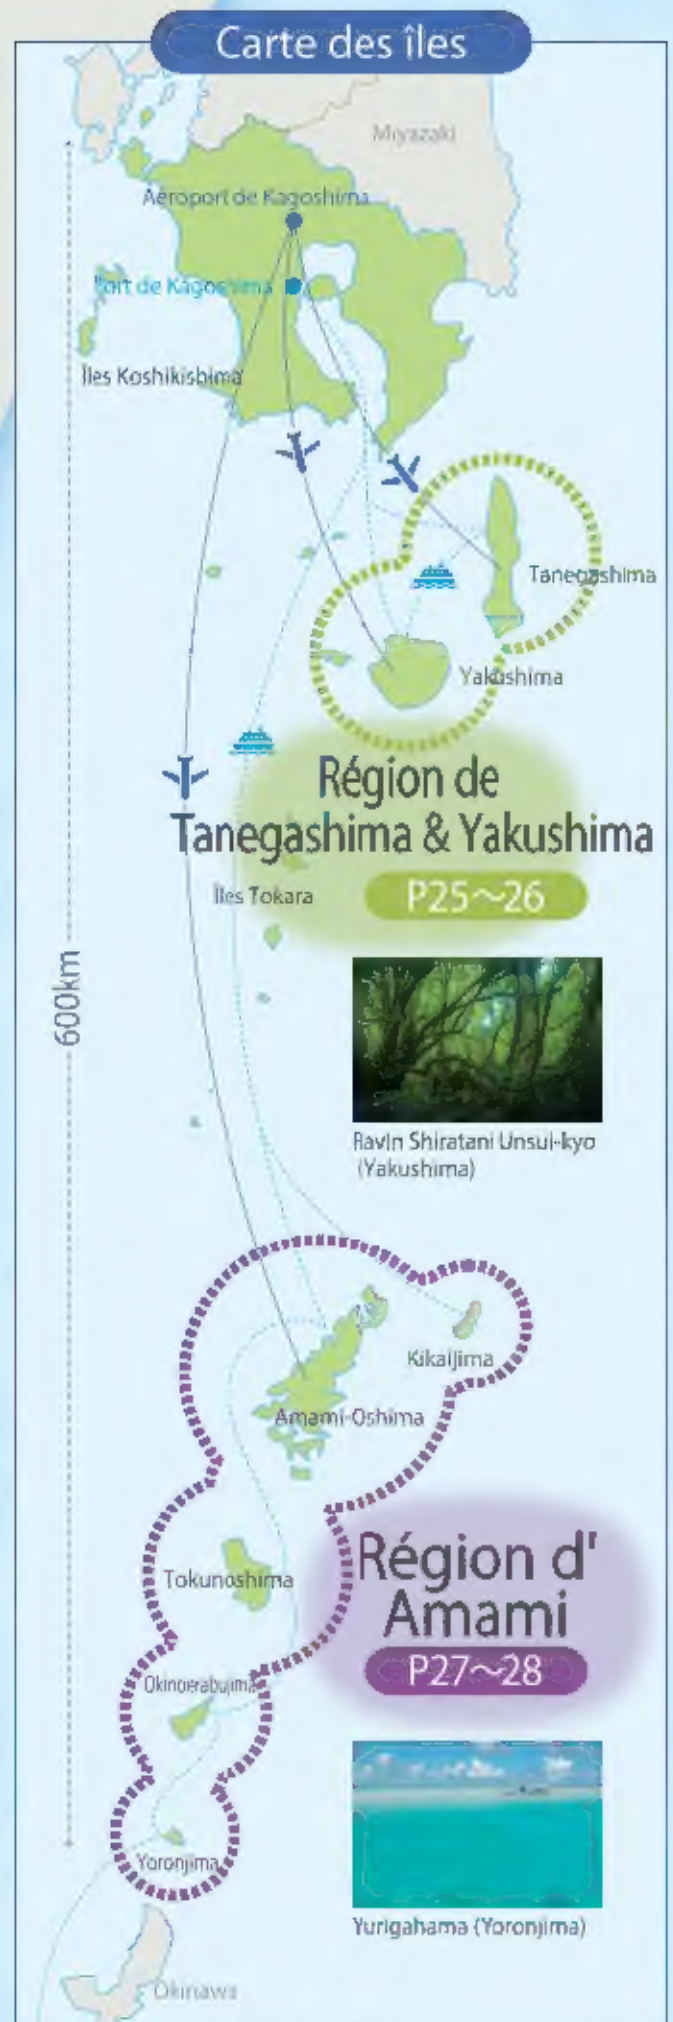 Carte des îles
Miyazaki
Aéroport de Kagoshima
Port de Kagoshima
Îles Koshikishima
Tanegashima
Yakushima
Région de
Tanegashima & Yakushima
P25～26
Îles Tokara
600km
Ravin Shiratani Unsui-kyo
(Yakushima)
Kikaijima
Amami-Oshima
Région d'
Amami
P27～28
Tokunoshima
Okinoerabujima
Yoronjima
Yurigahama (Yoronjima)
Okinawa